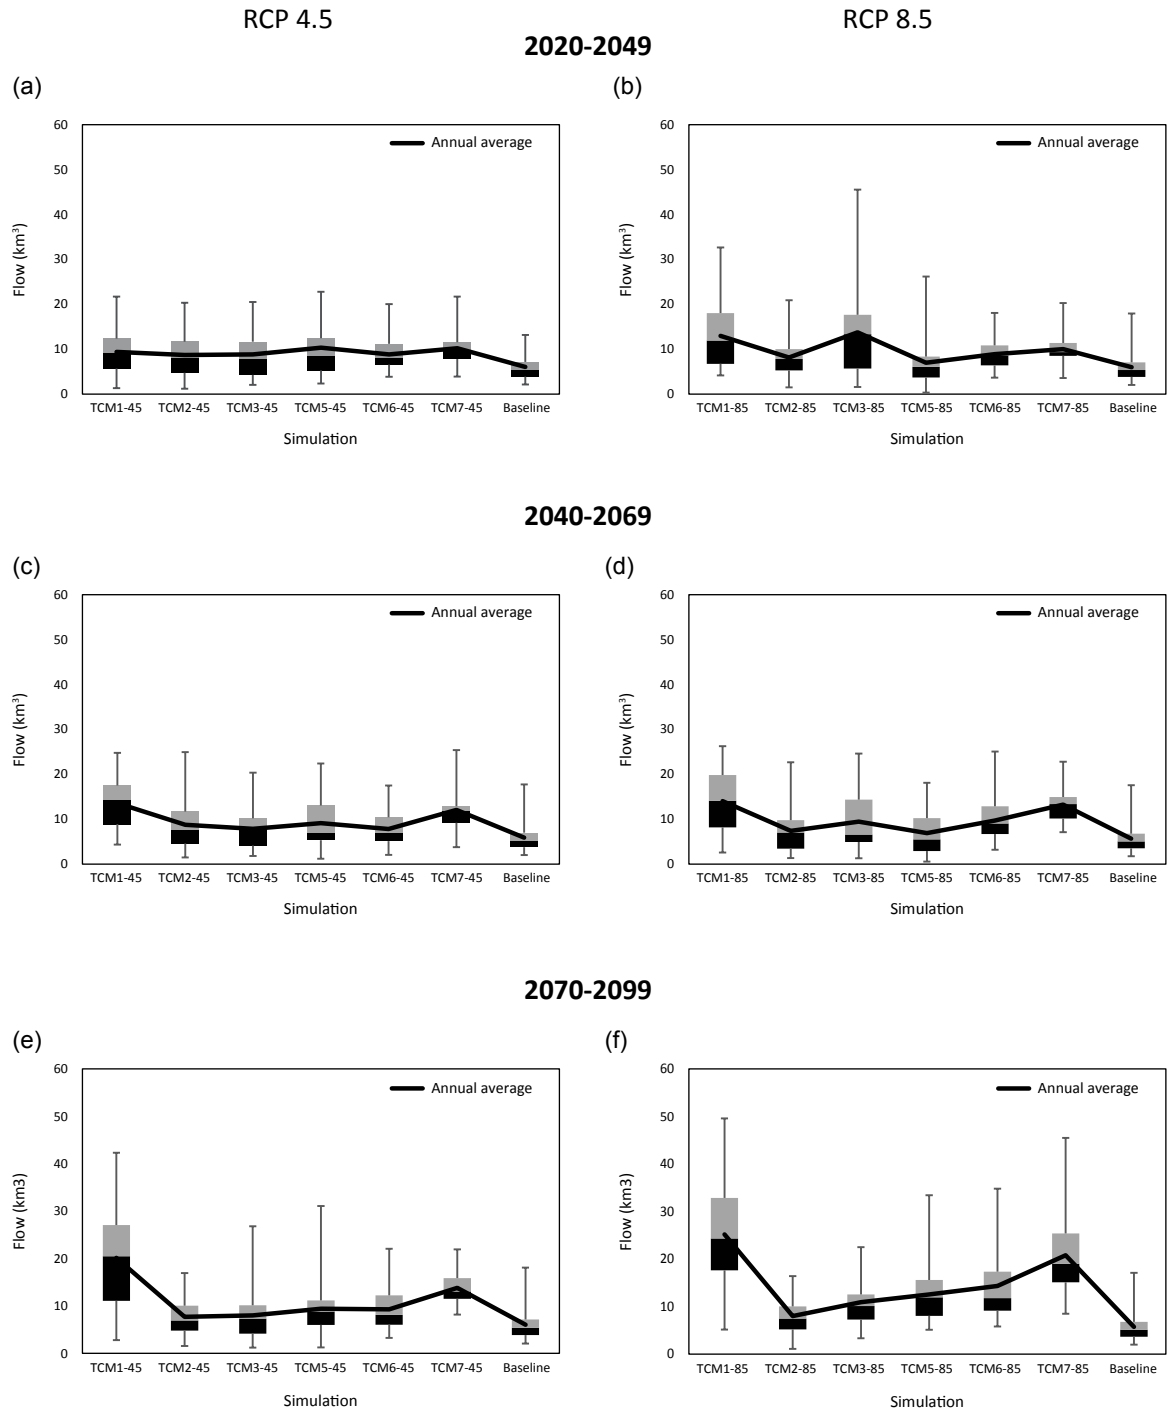 RCP 4.5
RCP 8.5
2020-2049
(a)
60
50
40
30
20
10
0
Flow (km³)
Annual average
TCM1-45 TCM2-45 TCM3-45 TCM5-45 TCM6-45 TCM7-45 Baseline
Simulation
(b)
60
50
40
30
20
10
0
Flow (km³)
Annual average
TCM1-85 TCM2-85 TCM3-85 TCM5-85 TCM6-85 TCM7-85 Baseline
Simulation
2040-2069
(c)
60
50
40
30
20
10
0
Flow (km³)
Annual average
TCM1-45 TCM2-45 TCM3-45 TCM5-45 TCM6-45 TCM7-45 Baseline
Simulation
(d)
60
50
40
30
20
10
0
Flow (km³)
Annual average
TCM1-85 TCM2-85 TCM3-85 TCM5-85 TCM6-85 TCM7-85 Baseline
Simulation
2070-2099
(e)
60
50
40
30
20
10
0
Flow (km3)
Annual average
TCM1-45 TCM2-45 TCM3-45 TCM5-45 TCM6-45 TCM7-45 Baseline
Simulation
(f)
60
50
40
30
20
10
0
Flow (km3)
Annual average
TCM1-85 TCM2-85 TCM3-85 TCM5-85 TCM6-85 TCM7-85 Baseline
Simulation